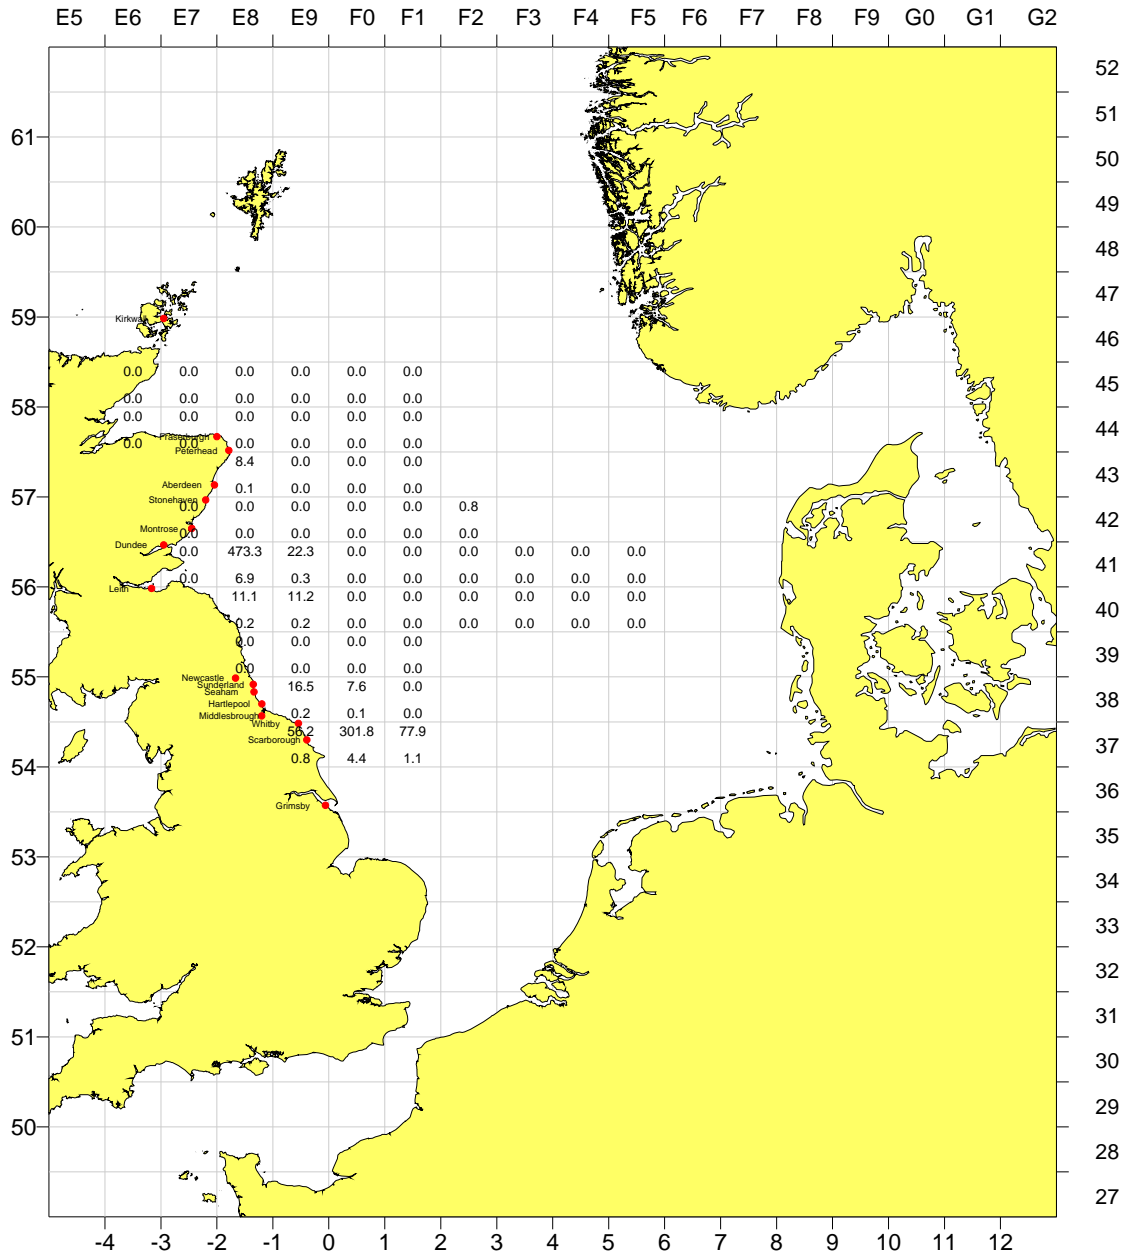 E5 E6 E7 E8 E9 F0 F1 F2 F3 F4 F5 F6 F7 F8 F9 G0 G1 G2
52
51
61
50
49
60
48
47
59
Kirkwall
46
0.0 0.0 0.0 0.0 0.0 0.0
45
0.0 0.0 0.0 0.0 0.0 0.0
58
0.0 0.0 0.0 0.0 0.0 0.0
44
Fraserburgh
0.0 0.0 0.0 0.0 0.0 0.0
Peterhead
8.4 0.0 0.0 0.0
43
Aberdeen
0.1 0.0 0.0 0.0
57
Stonehaven
0.0 0.0 0.0 0.0 0.0 0.8
42
Montrose
0.0 0.0 0.0 0.0 0.0 0.0
Dundee
0.0 473.3 22.3 0.0 0.0 0.0 0.0 0.0 0.0
41
0.0 6.9 0.3 0.0 0.0 0.0 0.0 0.0 0.0
56
Leith
11.1 11.2 0.0 0.0 0.0 0.0 0.0 0.0
40
0.2 0.2 0.0 0.0 0.0 0.0 0.0 0.0
0.0 0.0 0.0 0.0
39
0.0 0.0 0.0 0.0
55
Newcastle
Sunderland
16.5 7.6 0.0
Seaham
38
Hartlepool
0.2 0.1 0.0
Middlesbrough
Whitby
56.2 301.8 77.9
Scarborough
37
0.8 4.4 1.1
54
36
Grimsby
35
53
34
33
52
32
31
51
30
29
50
28
27
-4 -3 -2 -1 0 1 2 3 4 5 6 7 8 9 10 11 12